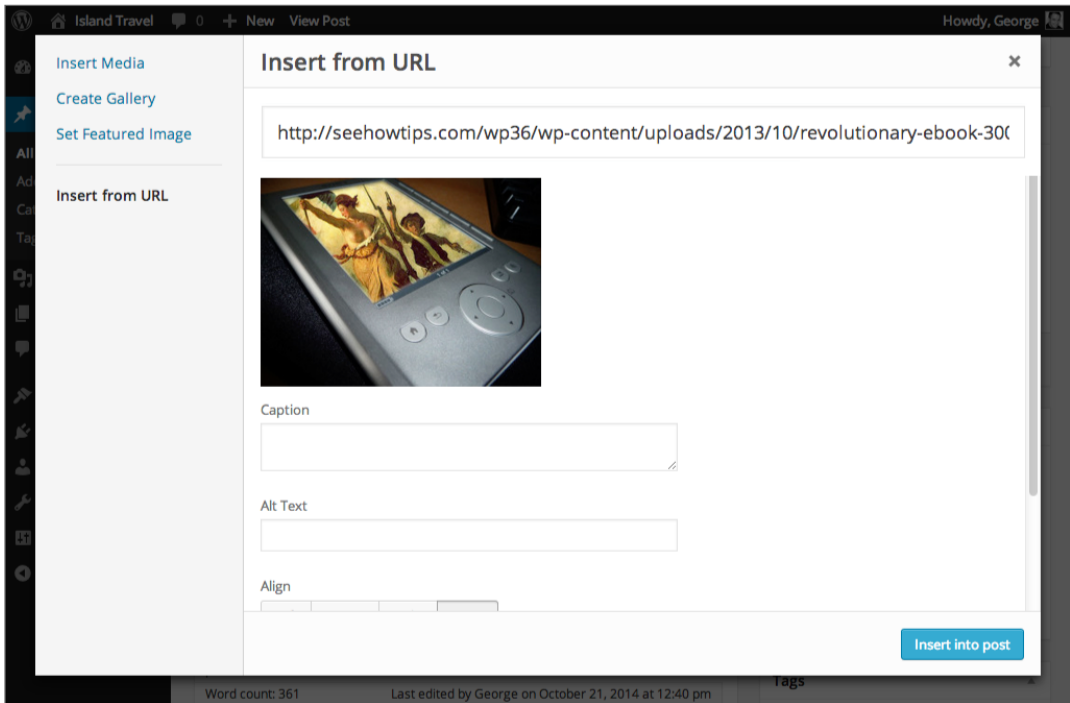 Island Travel 0 New View Post Howdy, George
Insert Media
Create Gallery
Set Featured Image
Insert from URL
Insert from URL ×
http://seehowtips.com/wp36/wp-content/uploads/2013/10/revolutionary-ebook-300
Caption
Alt Text
Align
Insert into post
All
Tags
Word count: 361 Last edited by George on October 21, 2014 at 12:40 pm